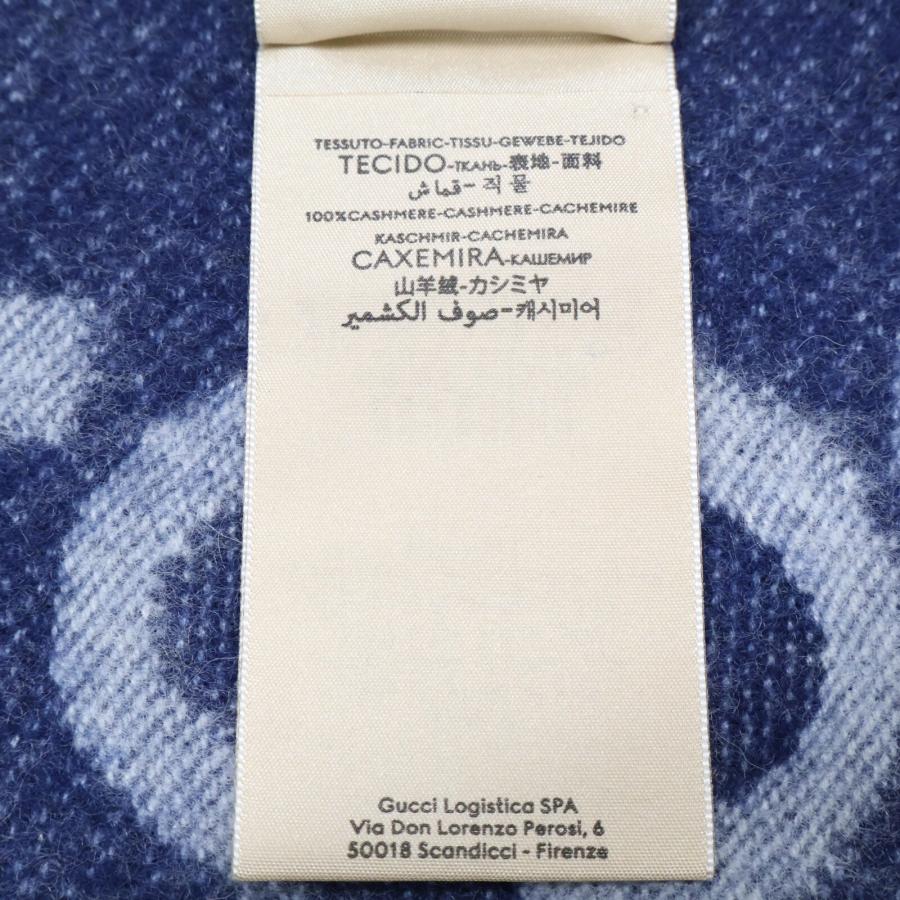 TESSUTO-FABRIC-TISSU-GEWEBE-TEJIDO
TECIDO-ТКАНЬ-表地-面料
قماش-직물
100%CASHMERE-CASHMERE-CACHEMIRE
KASCHMIR-CACHEMIRA
CAXEMIRA-КАШЕМИР
山羊绒-カシミヤ
صوف الكشمير-캐시미어
Gucci Logistica SPA
Via Don Lorenzo Perosi, 6
50018 Scandicci - Firenze